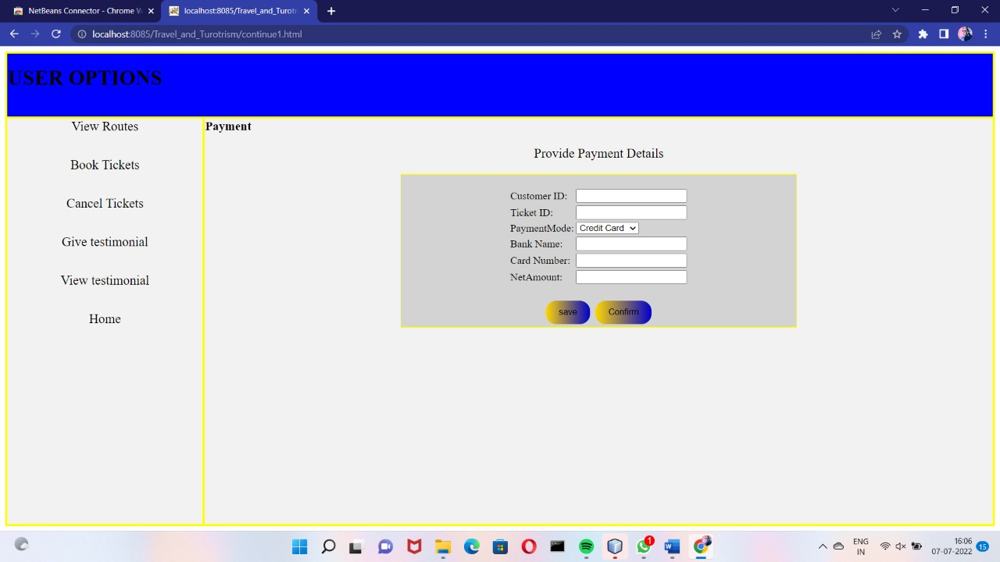 NetBeans Connector - Chrome W
localhost:8085/Travel_and_Turotr
localhost:8085/Travel_and_Turotrism/continue1.html
USER OPTIONS
View Routes
Book Tickets
Cancel Tickets
Give testimonial
View testimonial
Home
Payment
Provide Payment Details
Customer ID:
Ticket ID:
PaymentMode: Credit Card
Bank Name:
Card Number:
NetAmount:
save Confirm
1
ENG
IN
16:06
07-07-2022
15